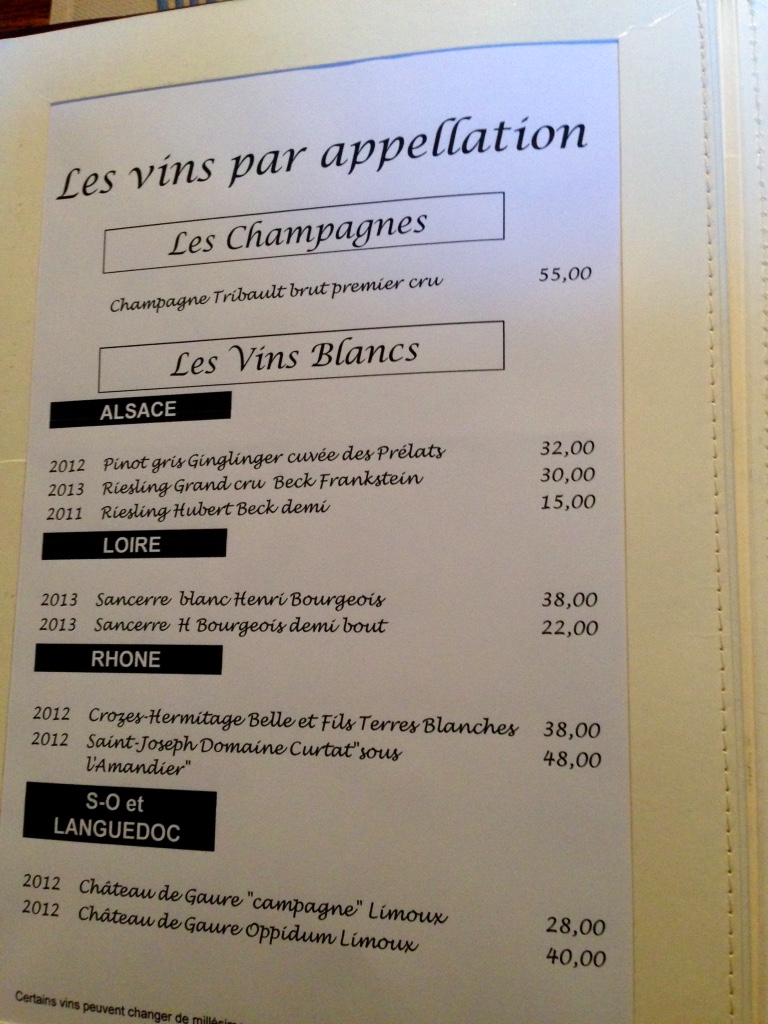 Les vins par appellation
Les Champagnes
Champagne Tribault brut premier cru 55,00
Les Vins Blancs
ALSACE
2012 Pinot gris Ginglinger cuvée des Prélats 32,00
2013 Riesling Grand cru Beck Frankstein 30,00
2011 Riesling Hubert Beck demi 15,00
LOIRE
2013 Sancerre blanc Henri Bourgeois 38,00
2013 Sancerre H Bourgeois demi bout 22,00
RHONE
2012 Crozes-Hermitage Belle et Fils Terres Blanches 38,00
2012 Saint-Joseph Domaine Curtat"sous 48,00
l'Amandier"
S-O et
LANGUEDOC
2012 Château de Gaure "campagne" Limoux 28,00
2012 Château de Gaure Oppidum Limoux 40,00
Certains vins peuvent changer de